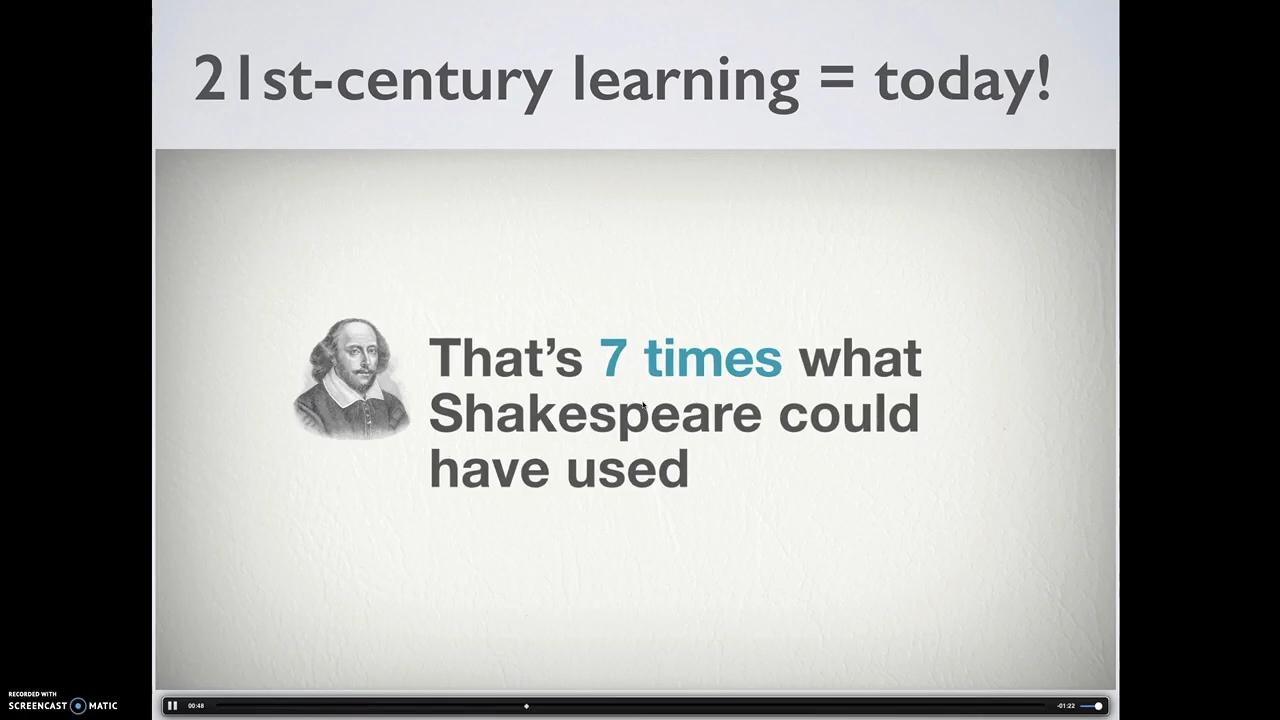 21st-century learning = today!
That's 7 times what
Shakespeare could
have used
RECORDED WITH
SCREENCAST MATIC
00:48
-01:22